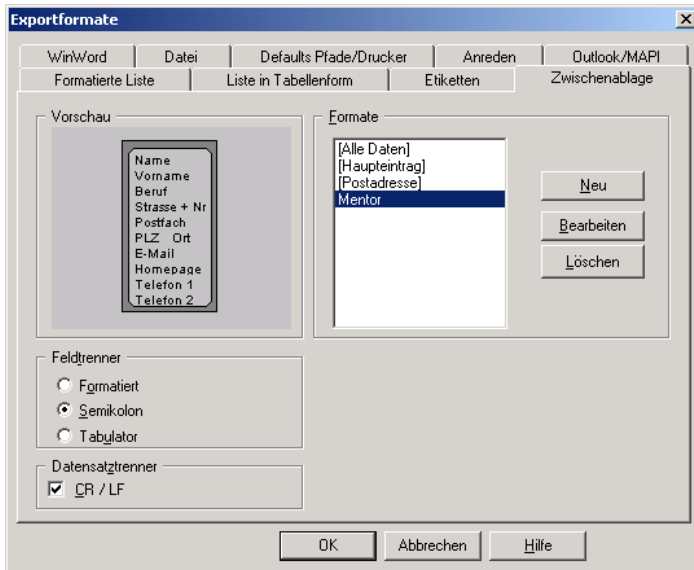 Exportformate
WinWord
Datei
Defaults Pfade/Drucker
Anreden
Outlook/MAPI
Formatierte Liste
Liste in Tabellenform
Etiketten
Zwischenablage
Vorschau
Name
Vorname
Beruf
Strasse + Nr
Postfach
PLZ Ort
E-Mail
Homepage
Telefon 1
Telefon 2
Formate
[Alle Daten]
[Haupteintrag]
[Postadresse]
Mentor
Neu
Bearbeiten
Löschen
Feldtrenner
Formatiert
Semikolon
Tabulator
Datensatztrenner
CR / LF
OK
Abbrechen
Hilfe